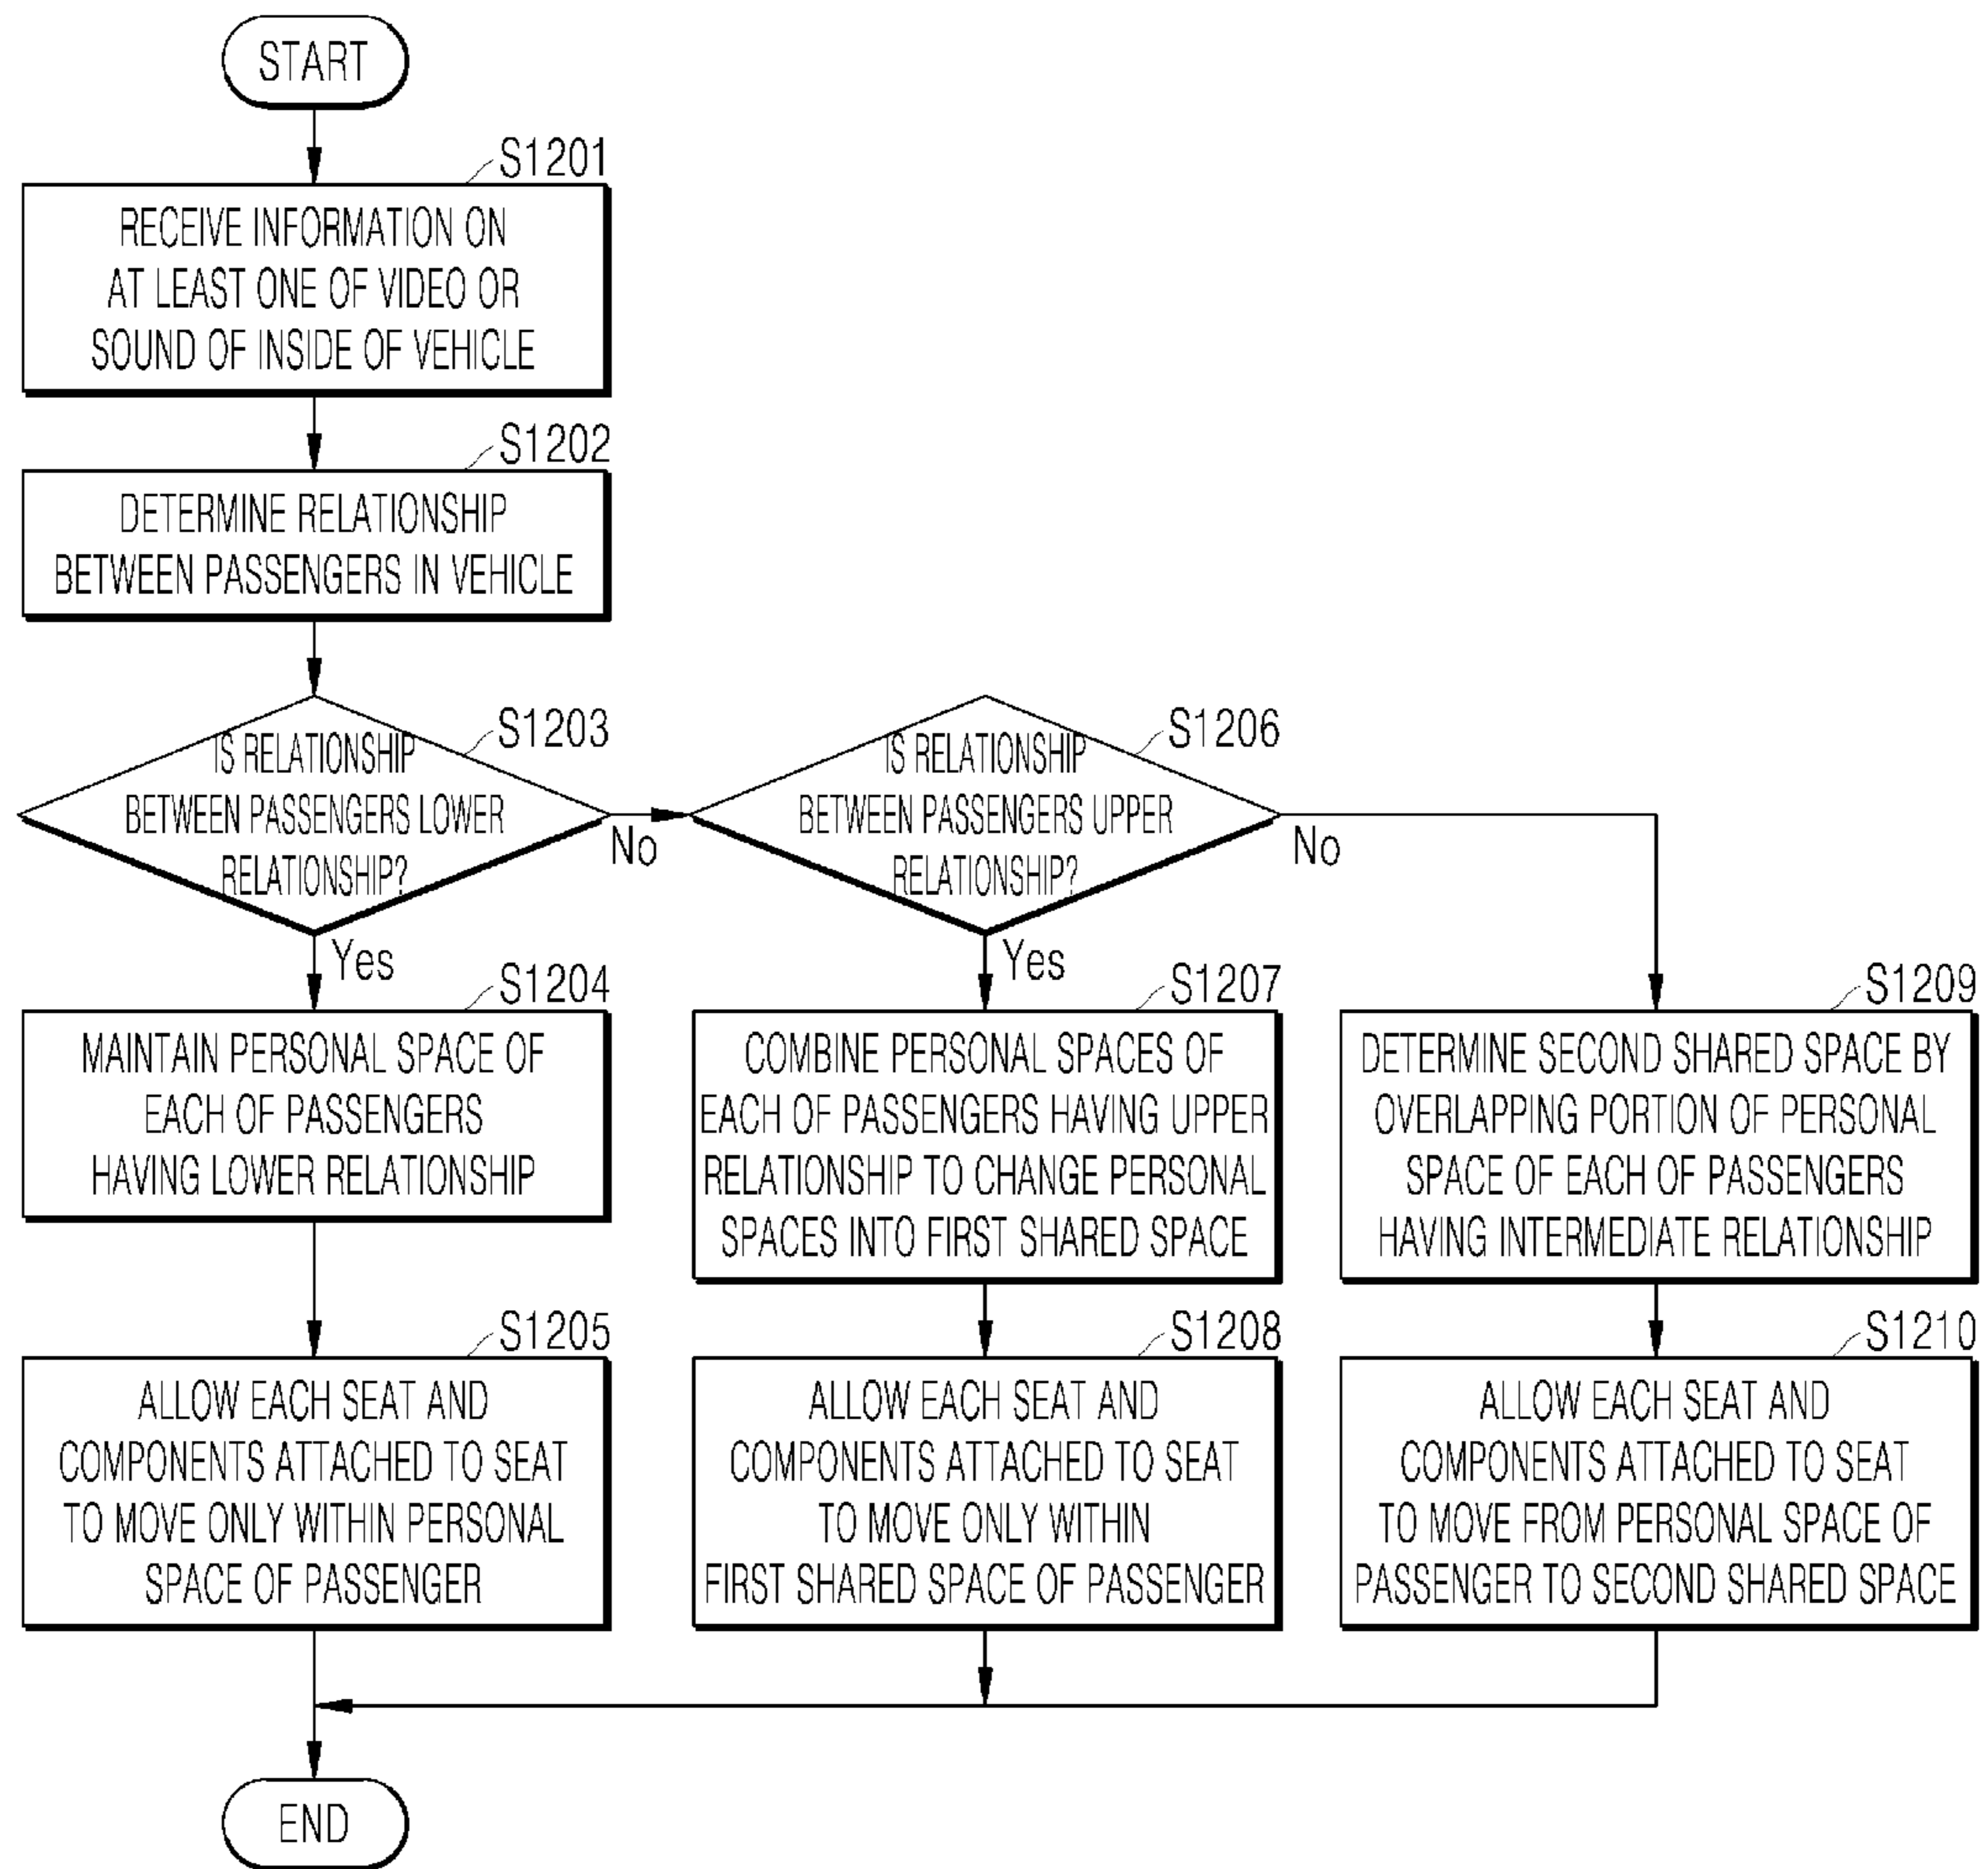 START
S1201
RECEIVE INFORMATION ON
AT LEAST ONE OF VIDEO OR
SOUND OF INSIDE OF VEHICLE
S1202
DETERMINE RELATIONSHIP
BETWEEN PASSENGERS IN VEHICLE
S1203
IS RELATIONSHIP
BETWEEN PASSENGERS LOWER
RELATIONSHIP?
No
Yes
S1206
IS RELATIONSHIP
BETWEEN PASSENGERS UPPER
RELATIONSHIP?
No
Yes
S1204
MAINTAIN PERSONAL SPACE OF
EACH OF PASSENGERS
HAVING LOWER RELATIONSHIP
S1207
COMBINE PERSONAL SPACES OF
EACH OF PASSENGERS HAVING UPPER
RELATIONSHIP TO CHANGE PERSONAL
SPACES INTO FIRST SHARED SPACE
S1209
DETERMINE SECOND SHARED SPACE BY
OVERLAPPING PORTION OF PERSONAL
SPACE OF EACH OF PASSENGERS
HAVING INTERMEDIATE RELATIONSHIP
S1205
ALLOW EACH SEAT AND
COMPONENTS ATTACHED TO SEAT
TO MOVE ONLY WITHIN PERSONAL
SPACE OF PASSENGER
S1208
ALLOW EACH SEAT AND
COMPONENTS ATTACHED TO SEAT
TO MOVE ONLY WITHIN
FIRST SHARED SPACE OF PASSENGER
S1210
ALLOW EACH SEAT AND
COMPONENTS ATTACHED TO SEAT
TO MOVE FROM PERSONAL SPACE OF
PASSENGER TO SECOND SHARED SPACE
END